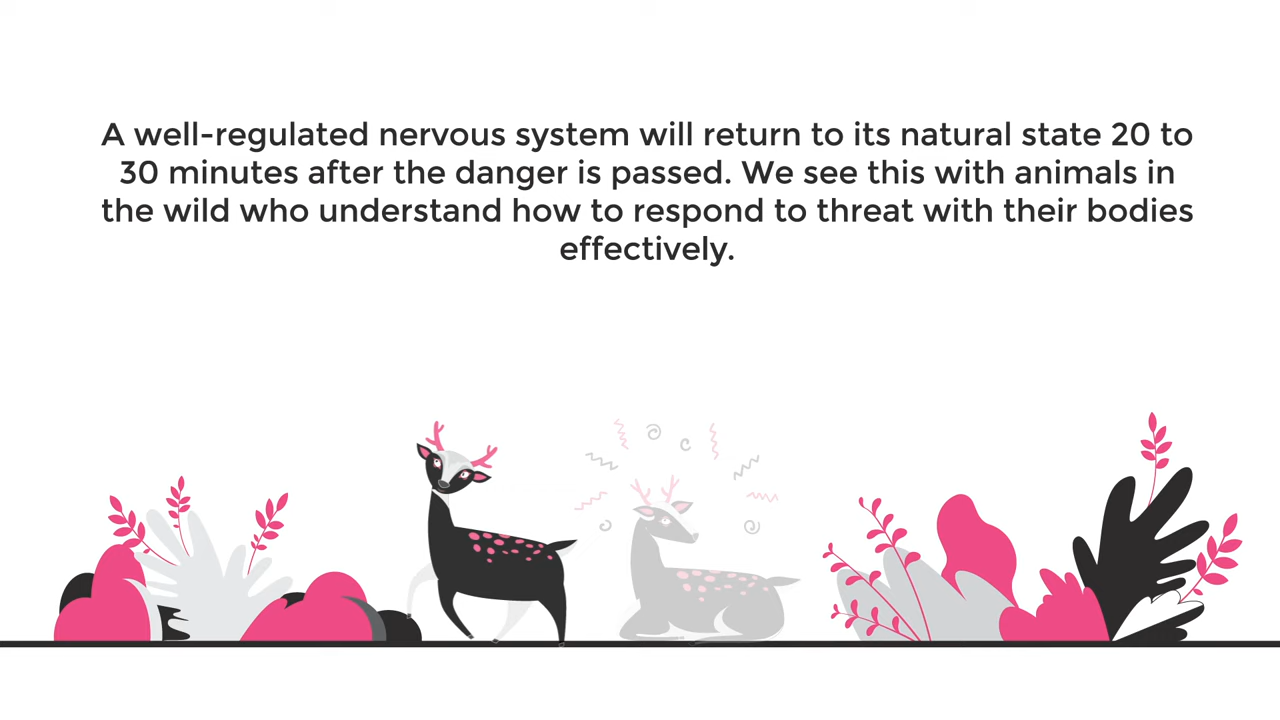 A well-regulated nervous system will return to its natural state 20 to
30 minutes after the danger is passed. We see this with animals in
the wild who understand how to respond to threat with their bodies
effectively.